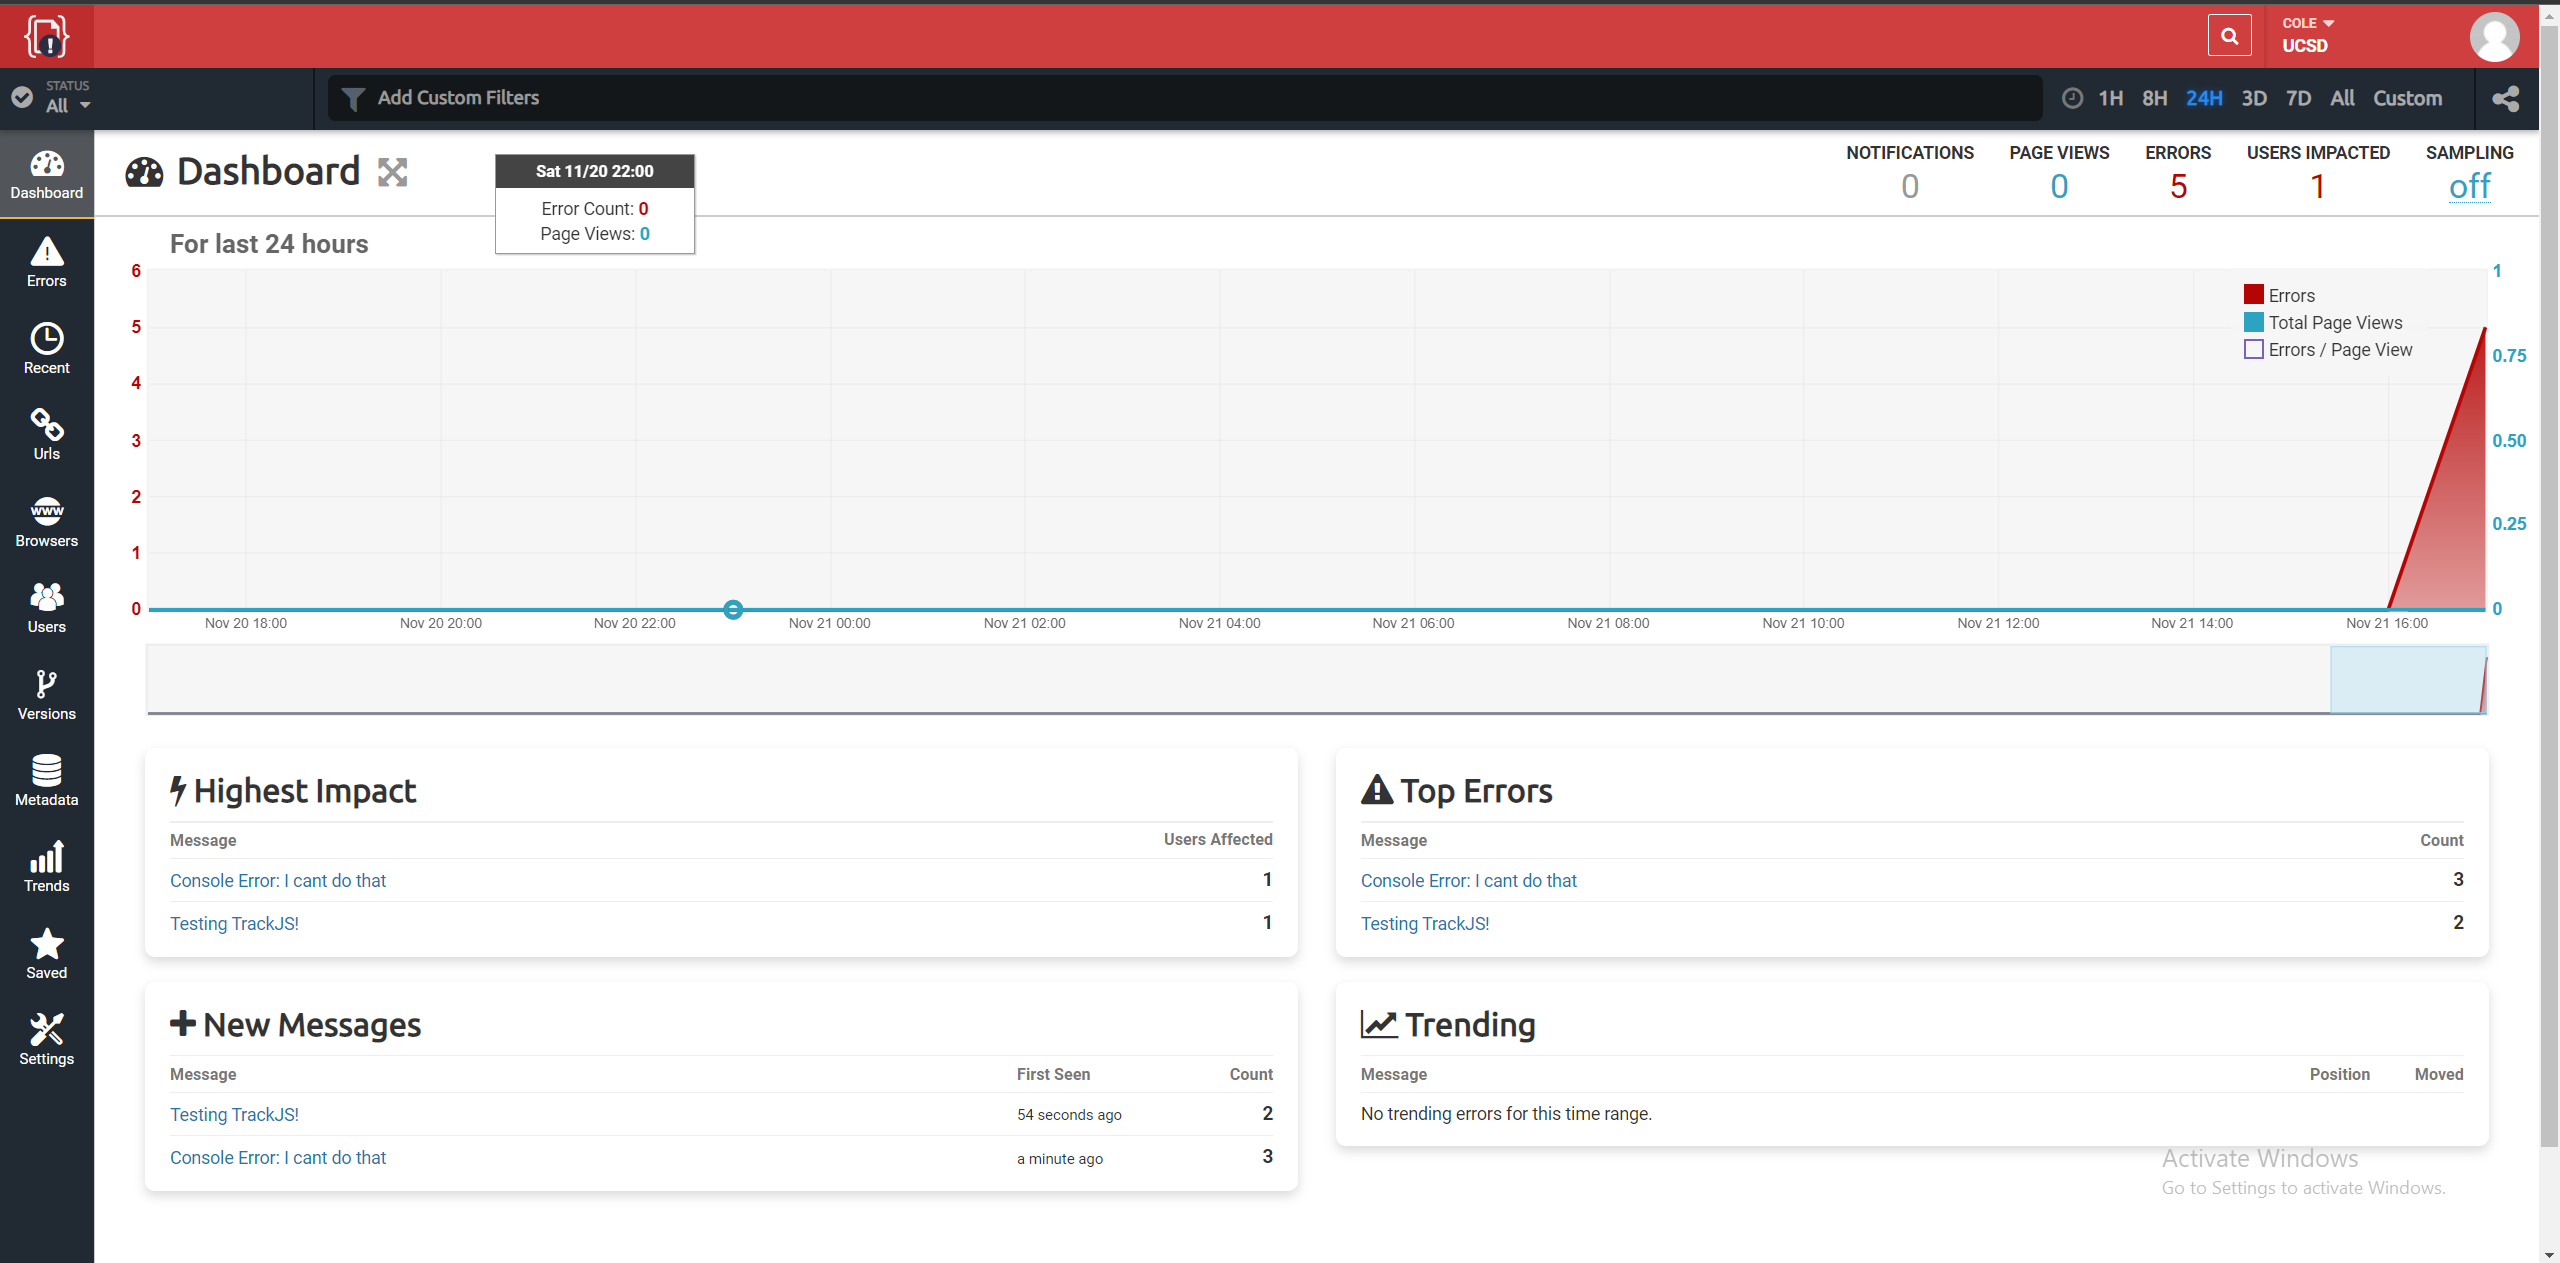 COLE
UCSD
STATUS
All
Add Custom Filters
1H 8H 24H 3D 7D All Custom
Dashboard
Errors
Recent
Urls
www
Browsers
Users
Versions
Metadata
Trends
Saved
Settings
Dashboard
Sat 11/20 22:00
Error Count: 0
Page Views: 0
NOTIFICATIONS
0
PAGE VIEWS
0
ERRORS
5
USERS IMPACTED
1
SAMPLING
off
For last 24 hours
6
5
4
3
2
1
0
1
0.75
0.50
0.25
0
Errors
Total Page Views
Errors / Page View
Nov 20 18:00 Nov 20 20:00 Nov 20 22:00 Nov 21 00:00 Nov 21 02:00 Nov 21 04:00 Nov 21 06:00 Nov 21 08:00 Nov 21 10:00 Nov 21 12:00 Nov 21 14:00 Nov 21 16:00
Highest Impact
Message Users Affected
Console Error: I cant do that 1
Testing TrackJS! 1
Top Errors
Message Count
Console Error: I cant do that 3
Testing TrackJS! 2
New Messages
Message First Seen Count
Testing TrackJS! 54 seconds ago 2
Console Error: I cant do that a minute ago 3
Trending
Message Position Moved
No trending errors for this time range.
Activate Windows
Go to Settings to activate Windows.